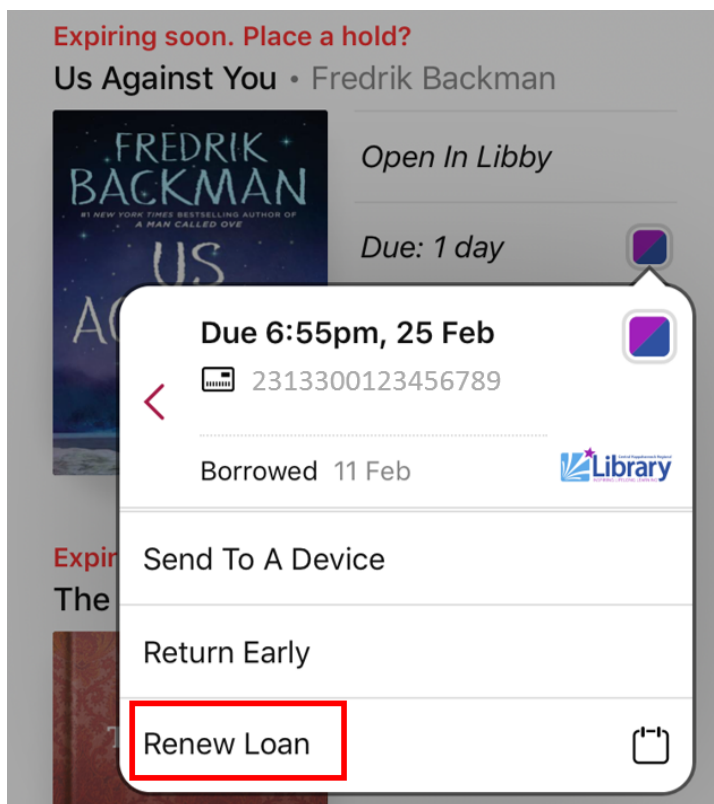 Expiring soon. Place a hold?
Us Against You • Fredrik Backman
FREDRIK
BACKMAN
#1 NEW YORK TIMES BESTSELLING AUTHOR OF
A MAN CALLED OVE
US
Open In Libby
Due: 1 day
Due 6:55pm, 25 Feb
2313300123456789
Borrowed 11 Feb
Library
Send To A Device
Return Early
Renew Loan
Expir
The